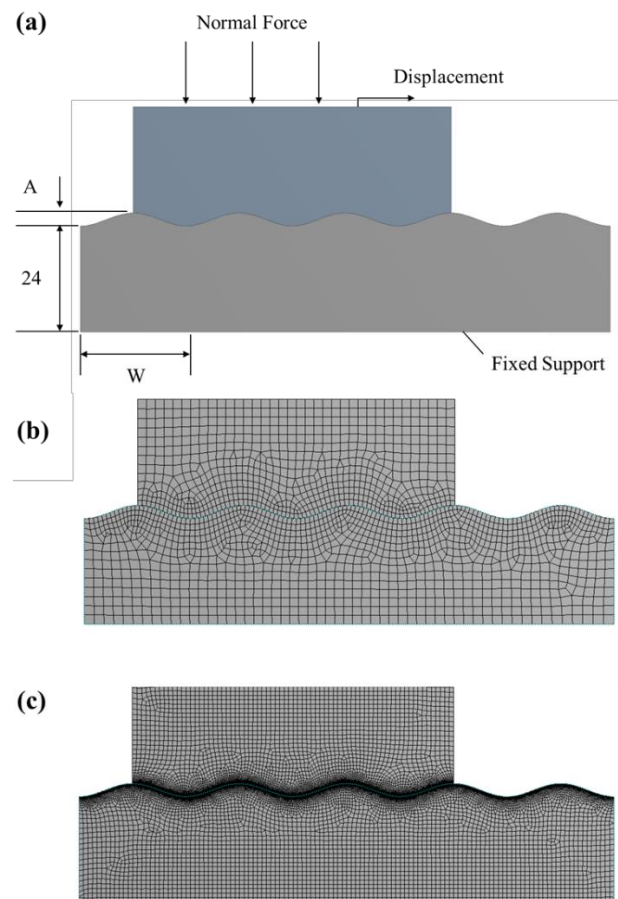 (a)
Normal Force
Displacement
A
24
W
Fixed Support
(b)
(c)